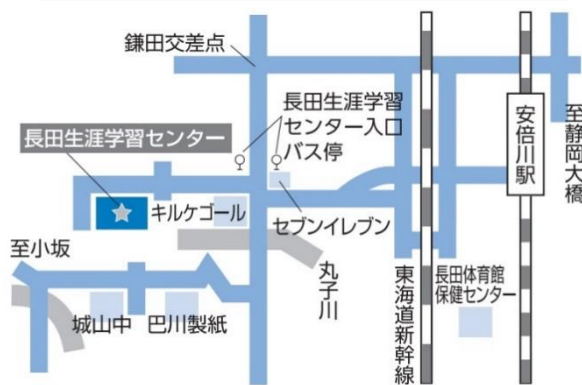 鎌田交差点
長田生涯学習
センター入口
バス停
長田生涯学習センター
安倍川駅
至静岡大橋
キルケゴール
セブンイレブン
至小坂
丸子川
東海道新幹線
長田体育館
保健センター
城山中
巴川製紙